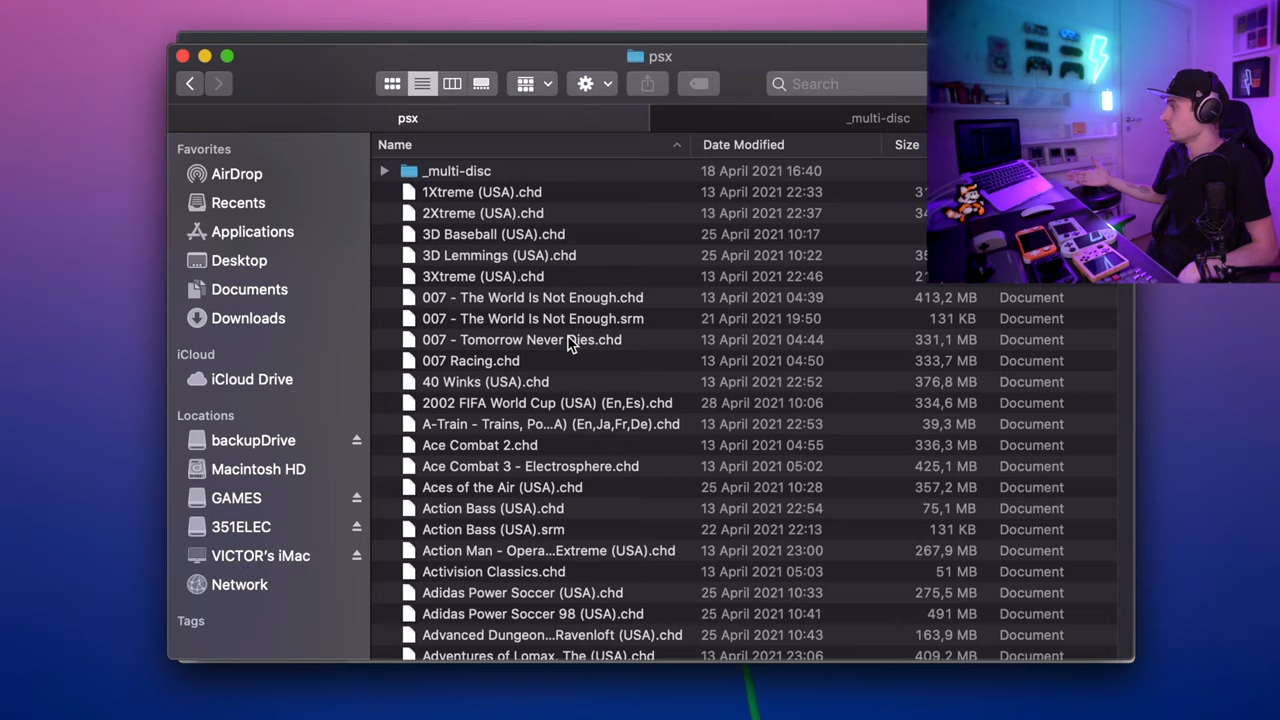 psx
Search
psx
_multi-disc
Favorites
AirDrop
Recents
Applications
Desktop
Documents
Downloads
iCloud
iCloud Drive
Locations
backupDrive
Macintosh HD
GAMES
351ELEC
VICTOR's iMac
Network
Tags
Name Date Modified Size
_multi-disc 18 April 2021 16:40
1Xtreme (USA).chd 13 April 2021 22:33
2Xtreme (USA).chd 13 April 2021 22:37
3D Baseball (USA).chd 25 April 2021 10:17
3D Lemmings (USA).chd 25 April 2021 10:22
3Xtreme (USA).chd 13 April 2021 22:46
007 - The World Is Not Enough.chd 13 April 2021 04:39 413,2 MB Document
007 - The World Is Not Enough.srm 21 April 2021 19:50 131 KB Document
007 - Tomorrow Never Dies.chd 13 April 2021 04:44 331,1 MB Document
007 Racing.chd 13 April 2021 04:50 333,7 MB Document
40 Winks (USA).chd 13 April 2021 22:52 376,8 MB Document
2002 FIFA World Cup (USA) (En,Es).chd 28 April 2021 10:06 334,6 MB Document
A-Train - Trains, Po...A) (En,Ja,Fr,De).chd 13 April 2021 22:53 39,3 MB Document
Ace Combat 2.chd 13 April 2021 04:55 336,3 MB Document
Ace Combat 3 - Electrosphere.chd 13 April 2021 05:02 425,1 MB Document
Aces of the Air (USA).chd 25 April 2021 10:28 357,2 MB Document
Action Bass (USA).chd 13 April 2021 22:54 75,1 MB Document
Action Bass (USA).srm 22 April 2021 22:13 131 KB Document
Action Man - Opera...Extreme (USA).chd 13 April 2021 23:00 267,9 MB Document
Activision Classics.chd 13 April 2021 05:03 51 MB Document
Adidas Power Soccer (USA).chd 25 April 2021 10:33 275,5 MB Document
Adidas Power Soccer 98 (USA).chd 25 April 2021 10:41 491 MB Document
Advanced Dungeon...Ravenloft (USA).chd 25 April 2021 10:43 163,9 MB Document
Adventures of Lomax, The (USA).chd 13 April 2021 23:06 409,2 MB Document